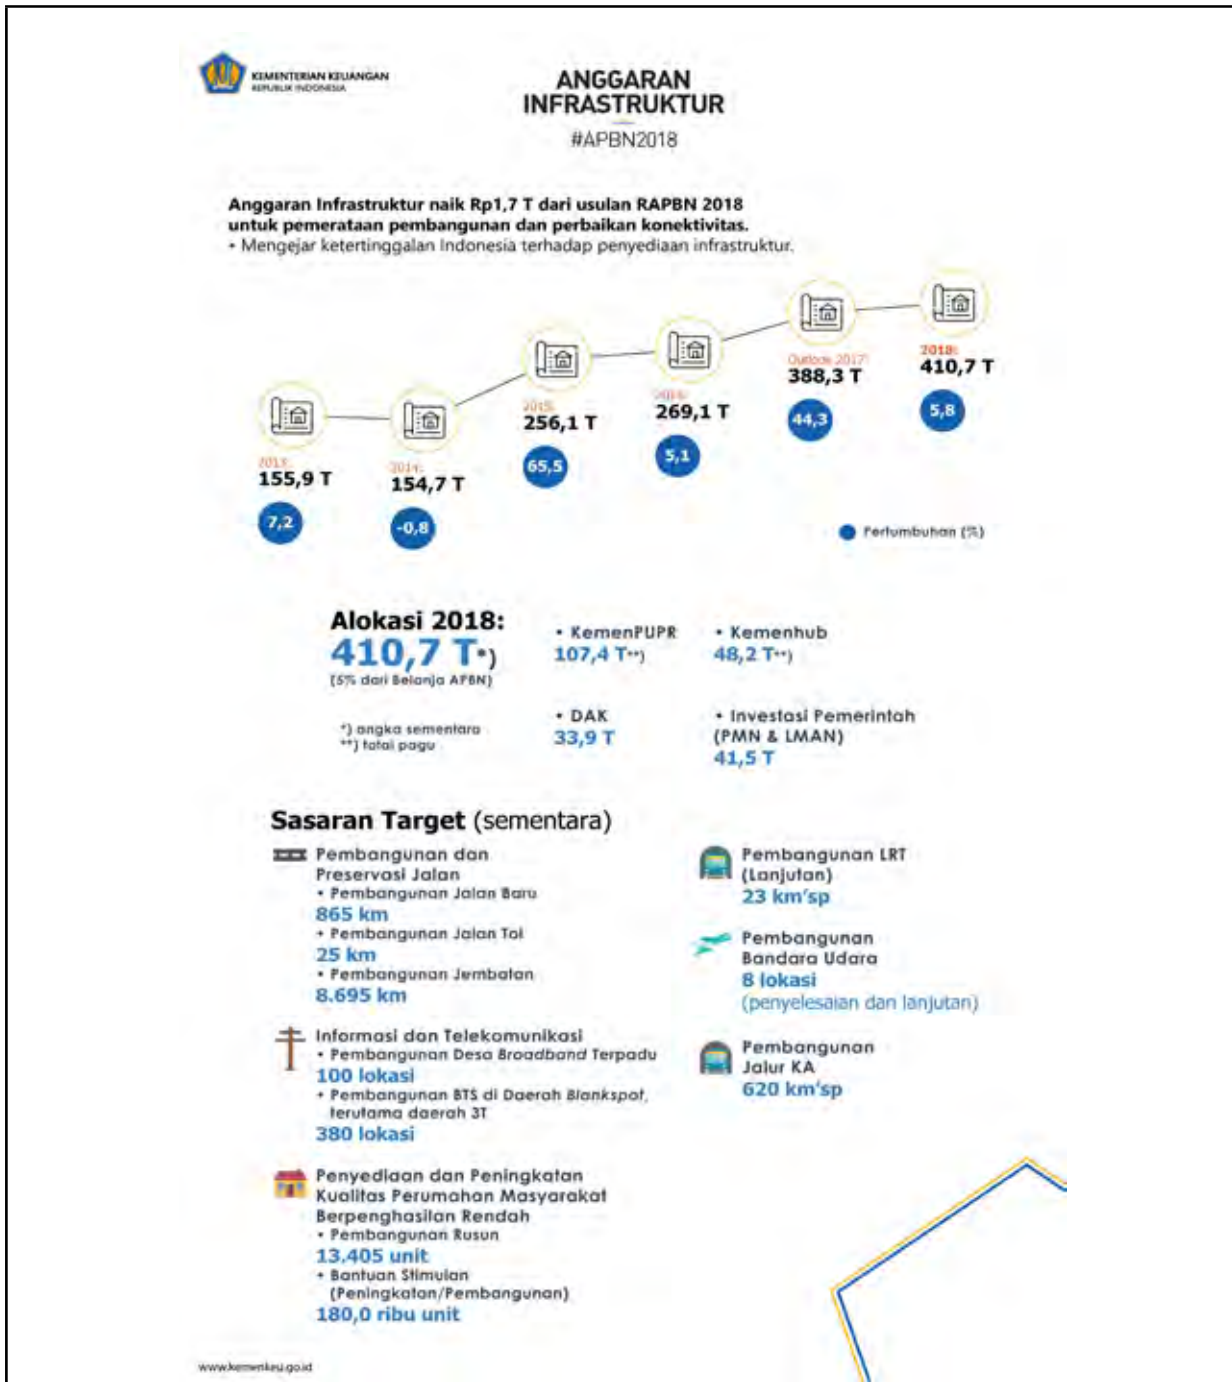 KEMENTERIAN KEUANGAN
REPUBLIK INDONESIA
ANGGARAN
INFRASTRUKTUR
#APBN2018
Anggaran Infrastruktur naik Rp1,7 T dari usulan RAPBN 2018
untuk pemerataan pembangunan dan perbaikan konektivitas.
• Mengejar ketertinggalan Indonesia terhadap penyediaan infrastruktur.
2013:
155,9 T
7,2
2014:
154,7 T
-0,8
2015:
256,1 T
65,5
2016:
269,1 T
5,1
Outlook 2017:
388,3 T
44,3
2018:
410,7 T
5,8
Pertumbuhan (%)
Alokasi 2018:
410,7 T*)
(5% dari Belanja APBN)
*) angka sementara
**) total pagu
• KemenPUPR
107,4 T**)
• Kemenhub
48,2 T**)
• DAK
33,9 T
• Investasi Pemerintah
(PMN & LMAN)
41,5 T
Sasaran Target (sementara)
Pembangunan dan
Preservasi Jalan
• Pembangunan Jalan Baru
865 km
• Pembangunan Jalan Tol
25 km
• Pembangunan Jembatan
8.695 km
Informasi dan Telekomunikasi
• Pembangunan Desa Broadband Terpadu
100 lokasi
• Pembangunan BTS di Daerah Blankspot,
terutama daerah 3T
380 lokasi
Penyediaan dan Peningkatan
Kualitas Perumahan Masyarakat
Berpenghasilan Rendah
• Pembangunan Rusun
13.405 unit
• Bantuan Stimulan
(Peningkatan/Pembangunan)
180,0 ribu unit
Pembangunan LRT
(Lanjutan)
23 km'sp
Pembangunan
Bandara Udara
8 lokasi
(penyelesaian dan lanjutan)
Pembangunan
Jalur KA
620 km'sp
www.kemenkeu.go.id